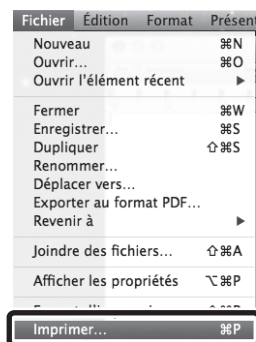 Fichier Édition Format Présen
Nouveau ⌘N
Ouvrir... ⌘O
Ouvrir l'élément récent ▶
Fermer ⌘W
Enregistrer... ⌘S
Dupliquer ⇧⌘S
Renommer...
Déplacer vers...
Exporter au format PDF...
Revenir à ▶
Joindre des fichiers... ⇧⌘A
Afficher les propriétés ⌥⌘P
Imprimer... ⌘P